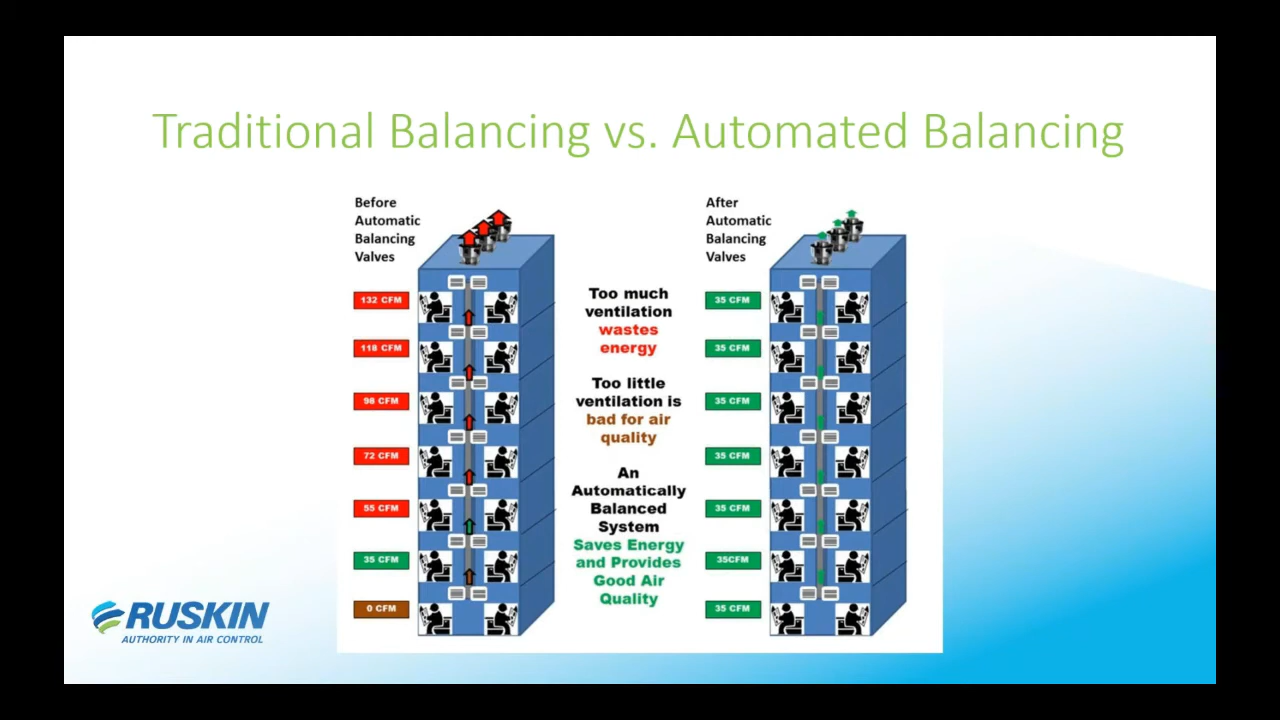 Traditional Balancing vs. Automated Balancing
Before
Automatic
Balancing
Valves
132 CFM
118 CFM
98 CFM
72 CFM
55 CFM
35 CFM
0 CFM
Too much
ventilation
wastes
energy
Too little
ventilation is
bad for air
quality
An
Automatically
Balanced
System
Saves Energy
and Provides
Good Air
Quality
After
Automatic
Balancing
Valves
35 CFM
35 CFM
35 CFM
35 CFM
35 CFM
35CFM
35 CFM
RUSKIN
AUTHORITY IN AIR CONTROL